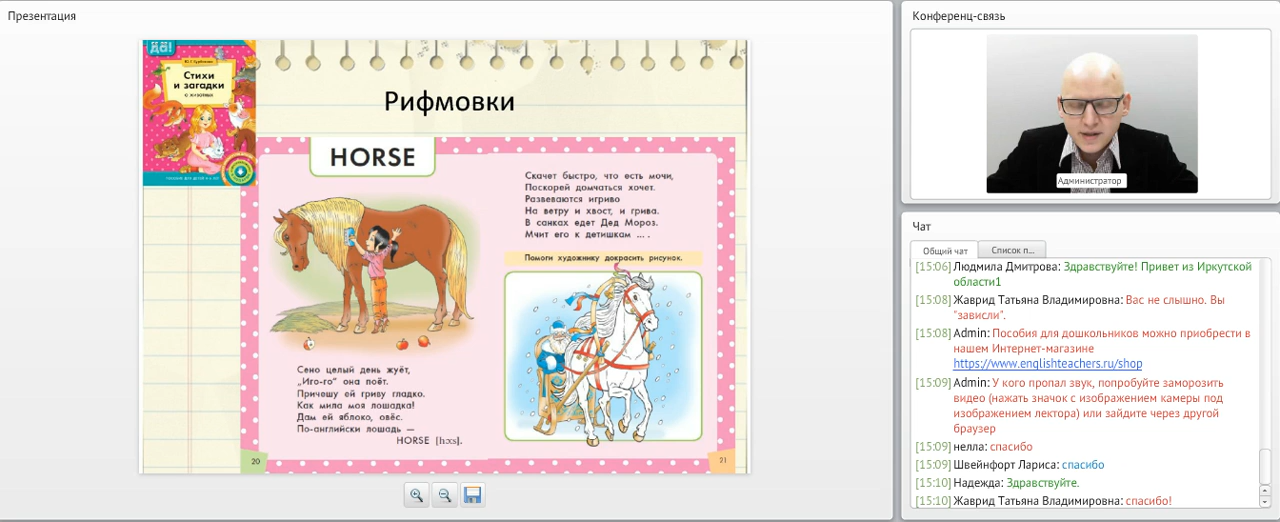 Презентация
ДА!
Стихи
и загадки
о животных
Рифмовки
HORSE
Скачет быстро, что есть мочи,
Поскорей домчаться хочет.
Развеваются игриво
На ветру и хвост, и грива.
В санках едет Дед Мороз.
Мчит его к детишкам ... .
Помоги художнику докрасить рисунок.
Сено целый день жуёт,
„Иго-го" она поёт.
Причешу ей гриву гладко.
Как мила моя лошадка!
Дам ей яблоко, овёс.
По-английски лошадь —
HORSE [hɔːs].
20
21
Конференц-связь
Администратор
Чат
Общий чат
Список п...
[15:06] Людмила Дмитрова: Здравствуйте! Привет из Иркутской
области1
[15:08] Жаврид Татьяна Владимировна: Вас не слышно. Вы
"зависли".
[15:08] Admin: Пособия для дошкольников можно приобрести в
нашем Интернет-магазине
https://www.englishteachers.ru/shop
[15:09] Admin: У кого пропал звук, попробуйте заморозить
видео (нажать значок с изображением камеры под
изображением лектора) или зайдите через другой
браузер
[15:09] нелла: спасибо
[15:09] Швейнфорт Лариса: спасибо
[15:10] Надежда: Здравствуйте.
[15:10] Жаврид Татьяна Владимировна: спасибо!